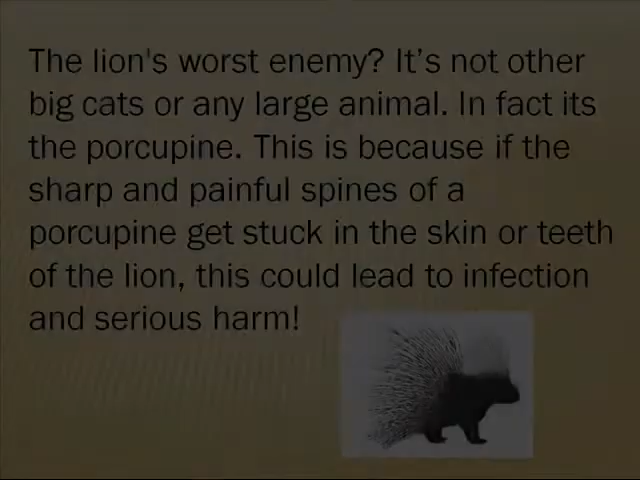 The lion's worst enemy? It’s not other
big cats or any large animal. In fact its
the porcupine. This is because if the
sharp and painful spines of a
porcupine get stuck in the skin or teeth
of the lion, this could lead to infection
and serious harm!